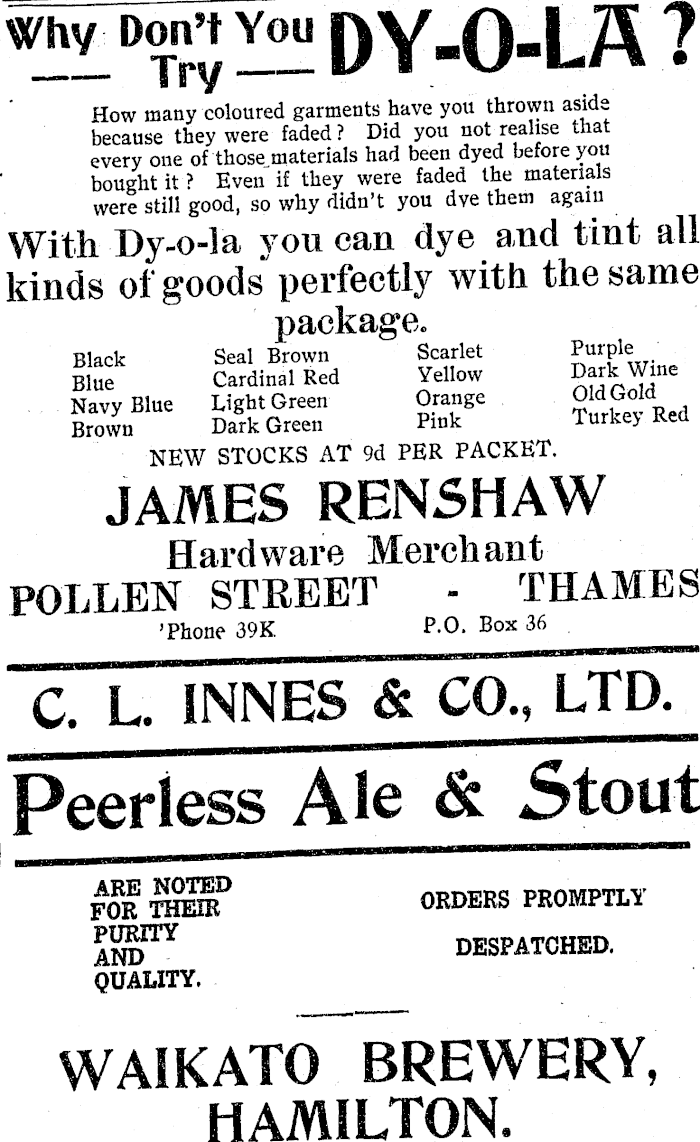 Why Don't You
Try
DY-O-LA?
How many coloured garments have you thrown aside
because they were faded? Did you not realise that
every one of those materials had been dyed before you
bought it? Even if they were faded the materials
were still good, so why didn't you dye them again
With Dy-o-la you can dye and tint all
kinds of goods perfectly with the same
package.
Black Seal Brown Scarlet Purple
Blue Cardinal Red Yellow Dark Wine
Navy Blue Light Green Orange Old Gold
Brown Dark Green Pink Turkey Red
NEW STOCKS AT 9d PER PACKET.
JAMES RENSHAW
Hardware Merchant
POLLEN STREET - THAMES
'Phone 39K P.O. Box 36
C. L. INNES & CO., LTD.
Peerless Ale & Stout
ARE NOTED
FOR THEIR
PURITY
AND
QUALITY.
ORDERS PROMPTLY
DESPATCHED.
WAIKATO BREWERY,
HAMILTON.